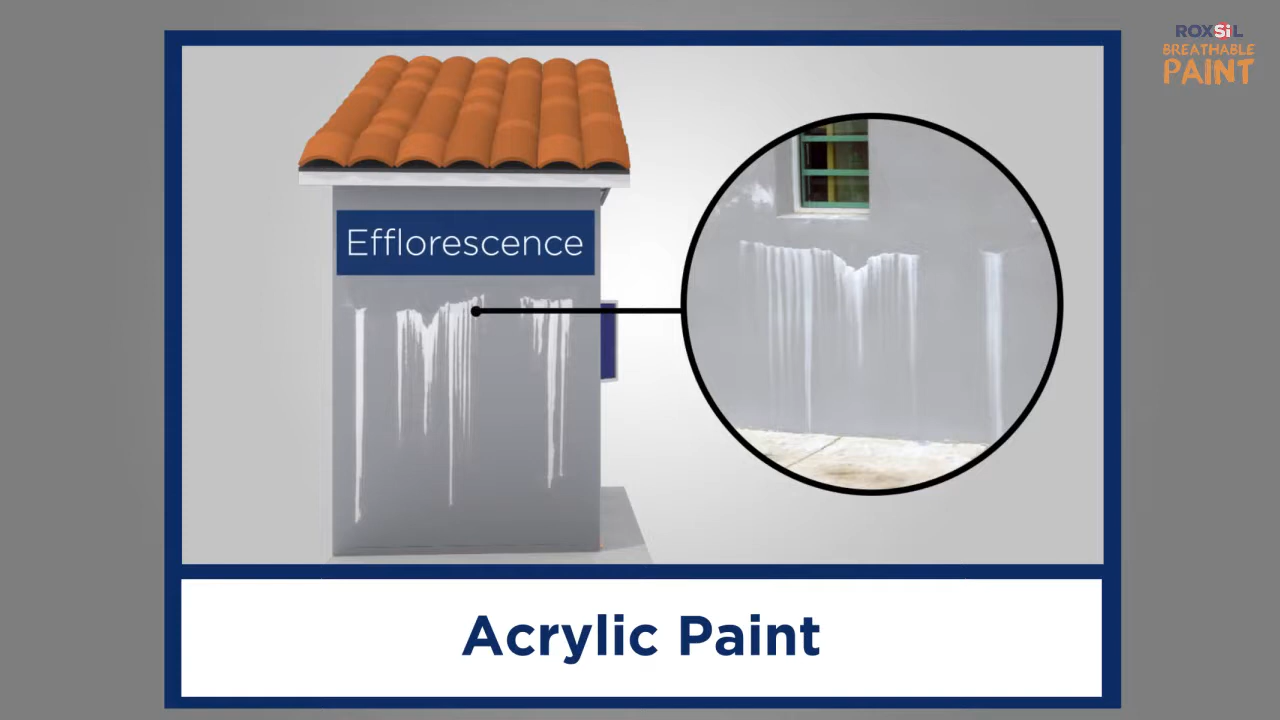 ROXSiL
BREATHABLE
PAINT
Efflorescence
Acrylic Paint